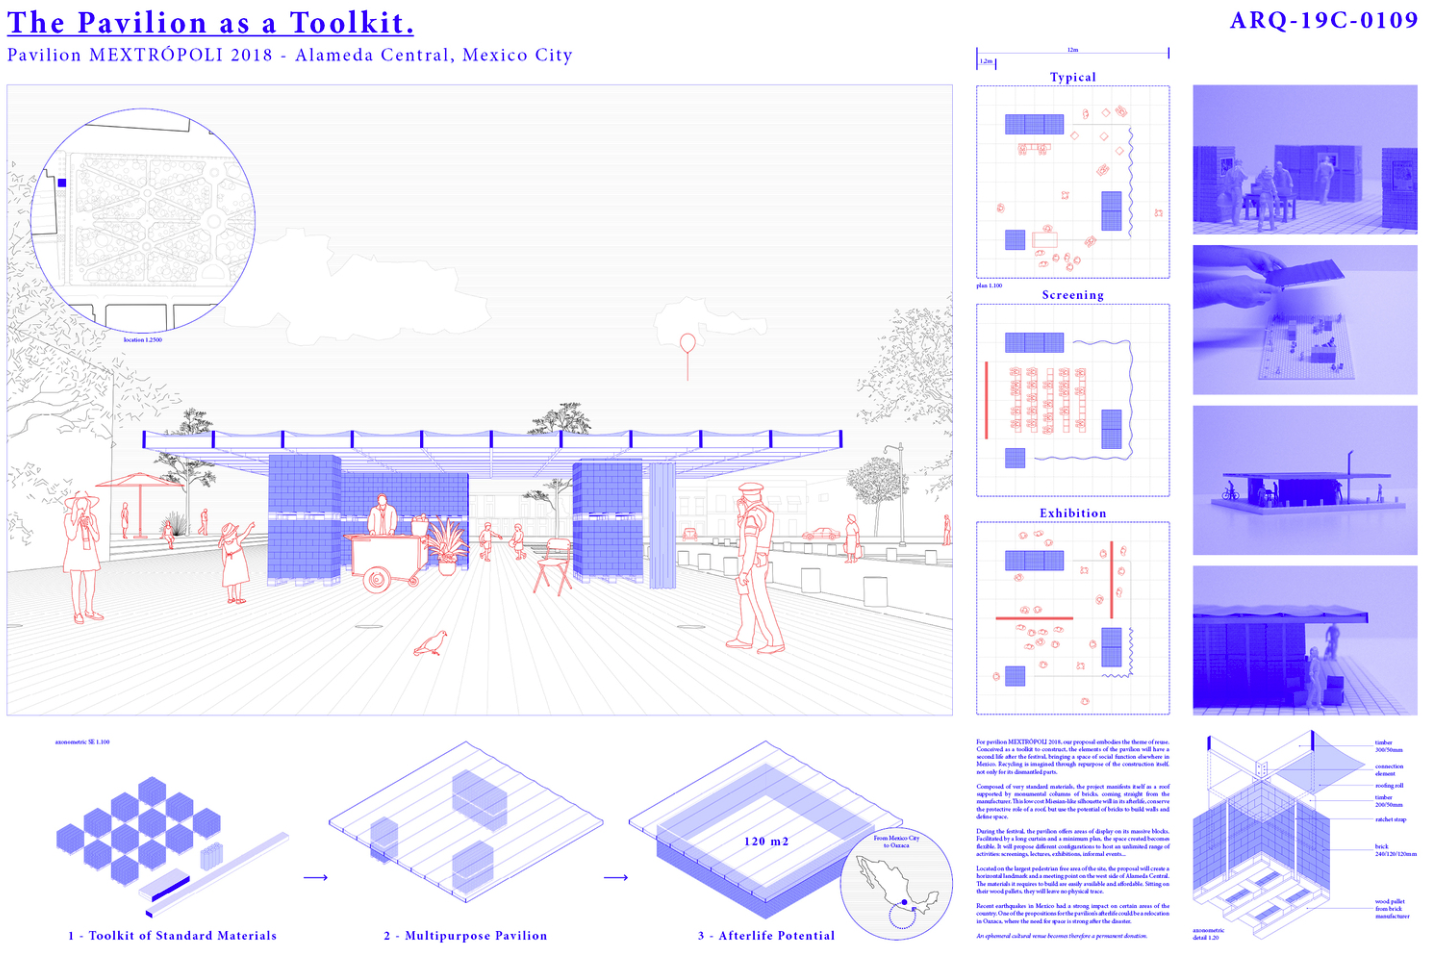 The Pavilion as a Toolkit.
ARQ-19C-0109
Pavilion MEXTRÓPOLI 2018 - Alameda Central, Mexico City
location 1.2500
12m
1,2m
Typical
plan 1.100
Screening
Exhibition
axonometric SE 1.100
1 - Toolkit of Standard Materials
2 - Multipurpose Pavilion
120 m2
3 - Afterlife Potential
From Mexico City
to Oaxaca
For pavilion MEXTRÓPOLI 2018, our proposal embodies the theme of reuse.
Conceived as a toolkit to construct, the elements of the pavilion will have a
second life after the festival, bringing a space of social function elsewhere in
Mexico. Recycling is imagined through repurpose of the construction itself,
not only for its dismantled parts.
Composed of very standard materials, the project manifests itself as a roof
supported by monumental columns of bricks, coming straight from the
manufacturer. This low cost Miesian-like silhouette will in its afterlife, conserve
the protective role of a roof, but use the potential of bricks to build walls and
define space.
During the festival, the pavilion offers areas of display on its massive blocks.
Facilitated by a long curtain and a minimum plan, the space created becomes
flexible. It will propose different configurations to host an unlimited range of
activities: screenings, lectures, exhibitions, informal events...
Located on the largest pedestrian free area of the site, the proposal will create a
horizontal landmark and a meeting point on the west side of Alameda Central.
The materials it requires to build are easily available and affordable. Sitting on
their wood pallets, they will leave no physical trace.
Recent earthquakes in Mexico had a strong impact on certain areas of the
country. One of the propositions for the pavilion's afterlife could be a relocation
in Oaxaca, where the need for space is strong after the disaster.
An ephemeral cultural venue becomes therefore a permanent donation.
timber
300/50mm
connection
element
roofing roll
timber
200/50mm
ratchet strap
brick
240/120/120mm
wood pallet
from brick
manufacturer
axonometric
detail 1.20